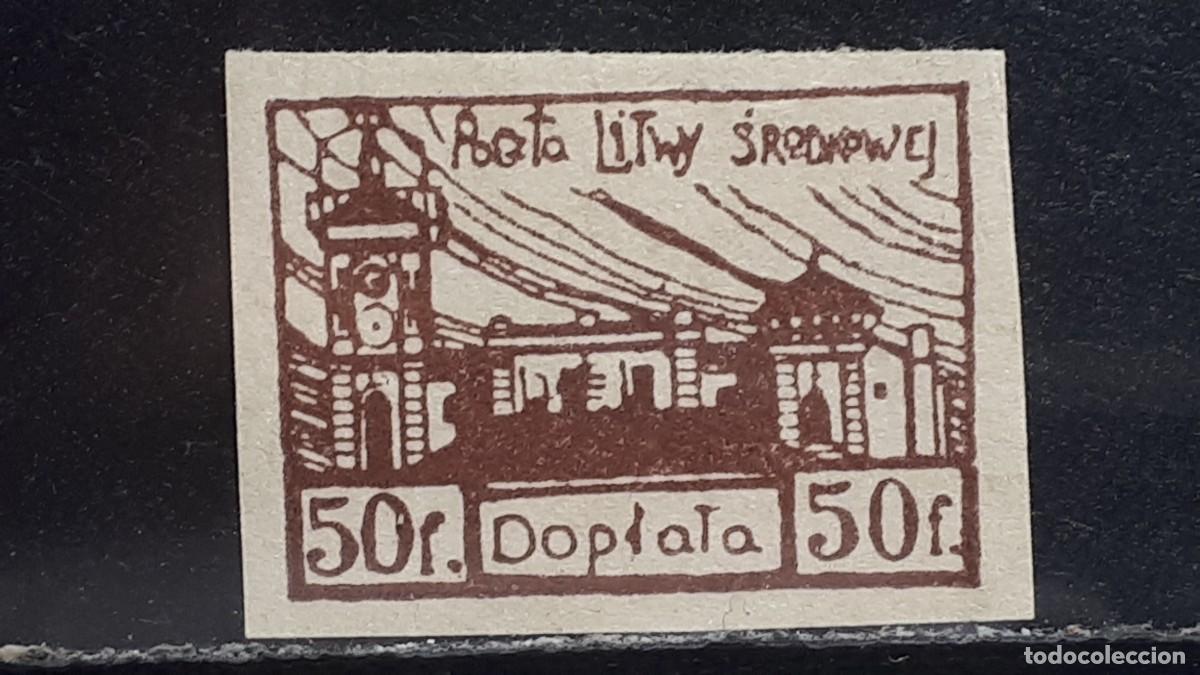 Poczta Litwy Środkowej
50f. Dopłata 50f.
todocoleccion